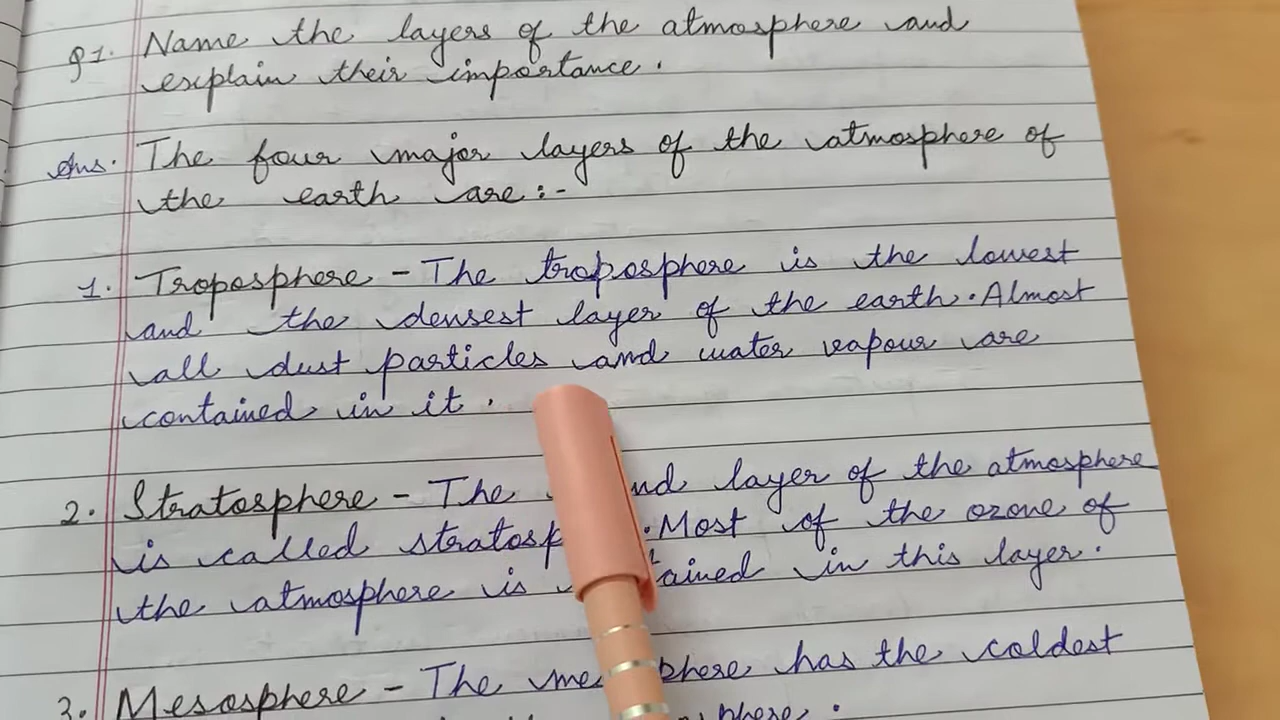 Q1. Name the layers of the atmosphere and
explain their importance.
Ans. The four major layers of the atmosphere of
the earth are:-
1. Troposphere - The troposphere is the lowest
and the densest layer of the earth. Almost
all dust particles and water vapour are
contained in it.
2. Stratosphere - The layer of the atmosphere
is called . Most of the ozone of
the atmosphere is in this layer.
3. Mesosphere - The has the coldest